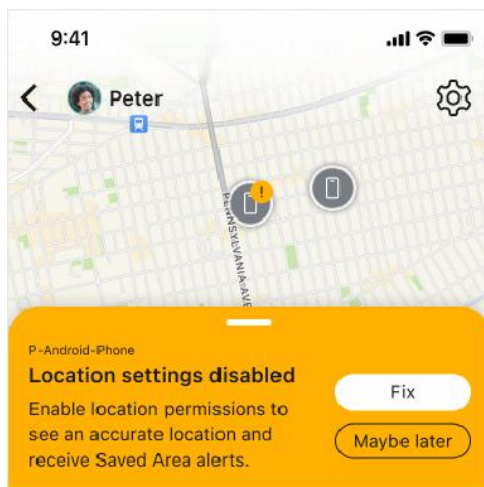 9:41
Peter
PENNSYLVANIA AVE
!
P-Android-iPhone
Location settings disabled
Enable location permissions to
see an accurate location and
receive Saved Area alerts.
Fix
Maybe later